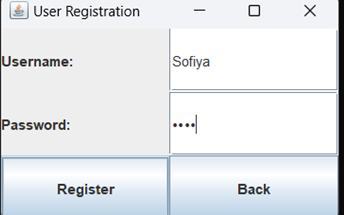 User Registration
Username: Sofiya
Password: ••••
Register Back